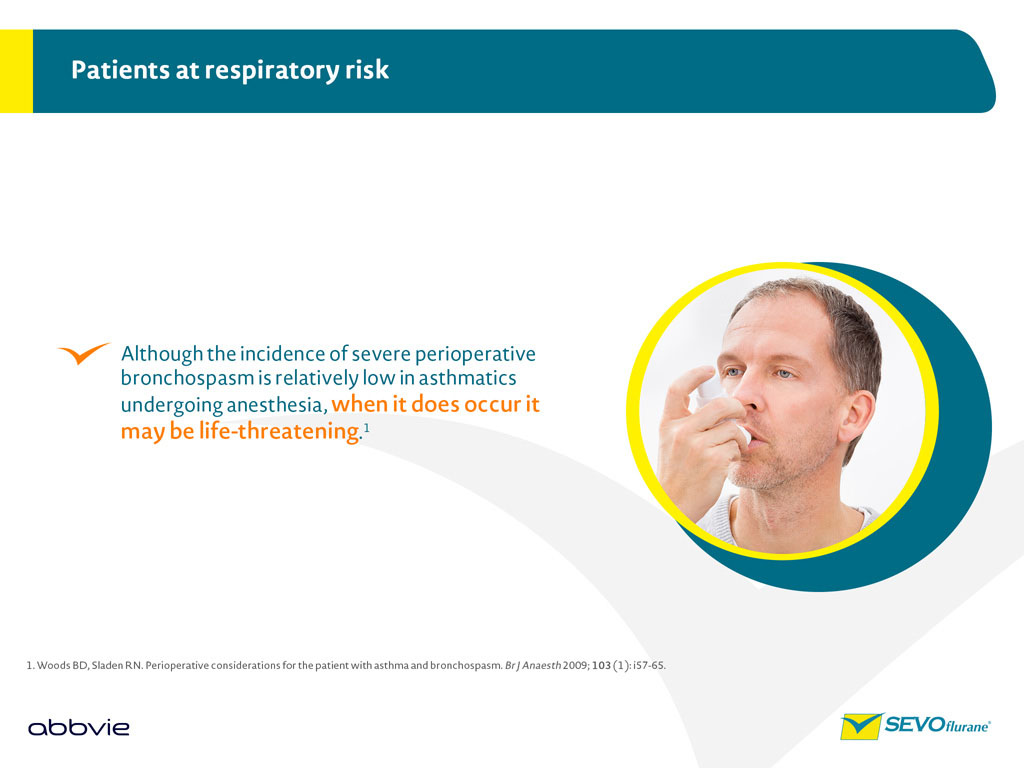 Patients at respiratory risk
Although the incidence of severe perioperative
bronchospasm is relatively low in asthmatics
undergoing anesthesia, when it does occur it
may be life-threatening.¹
1. Woods BD, Sladen RN. Perioperative considerations for the patient with asthma and bronchospasm. Br J Anaesth 2009; 103 (1): i57-65.
abbvie
SEVOflurane®